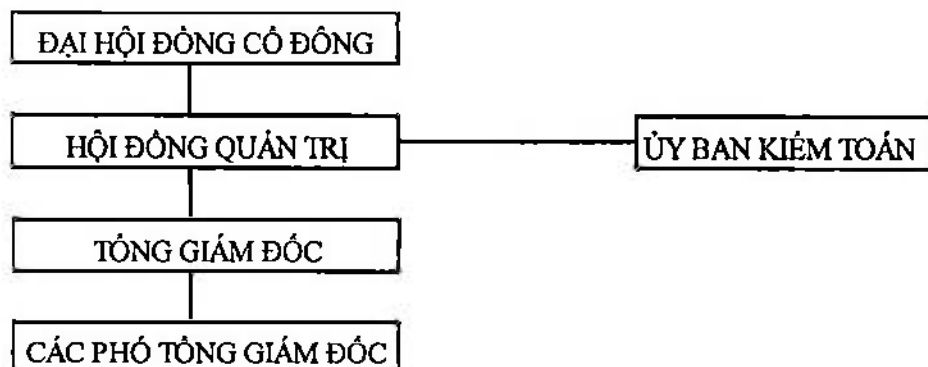 ĐẠI HỘI ĐỒNG CỔ ĐÔNG
HỘI ĐỒNG QUẢN TRỊ
ỦY BAN KIỂM TOÁN
TỔNG GIÁM ĐỐC
CÁC PHÓ TỔNG GIÁM ĐỐC